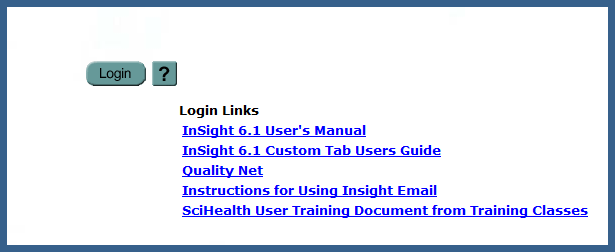 Login ?
Login Links
InSight 6.1 User's Manual
InSight 6.1 Custom Tab Users Guide
Quality Net
Instructions for Using Insight Email
SciHealth User Training Document from Training Classes